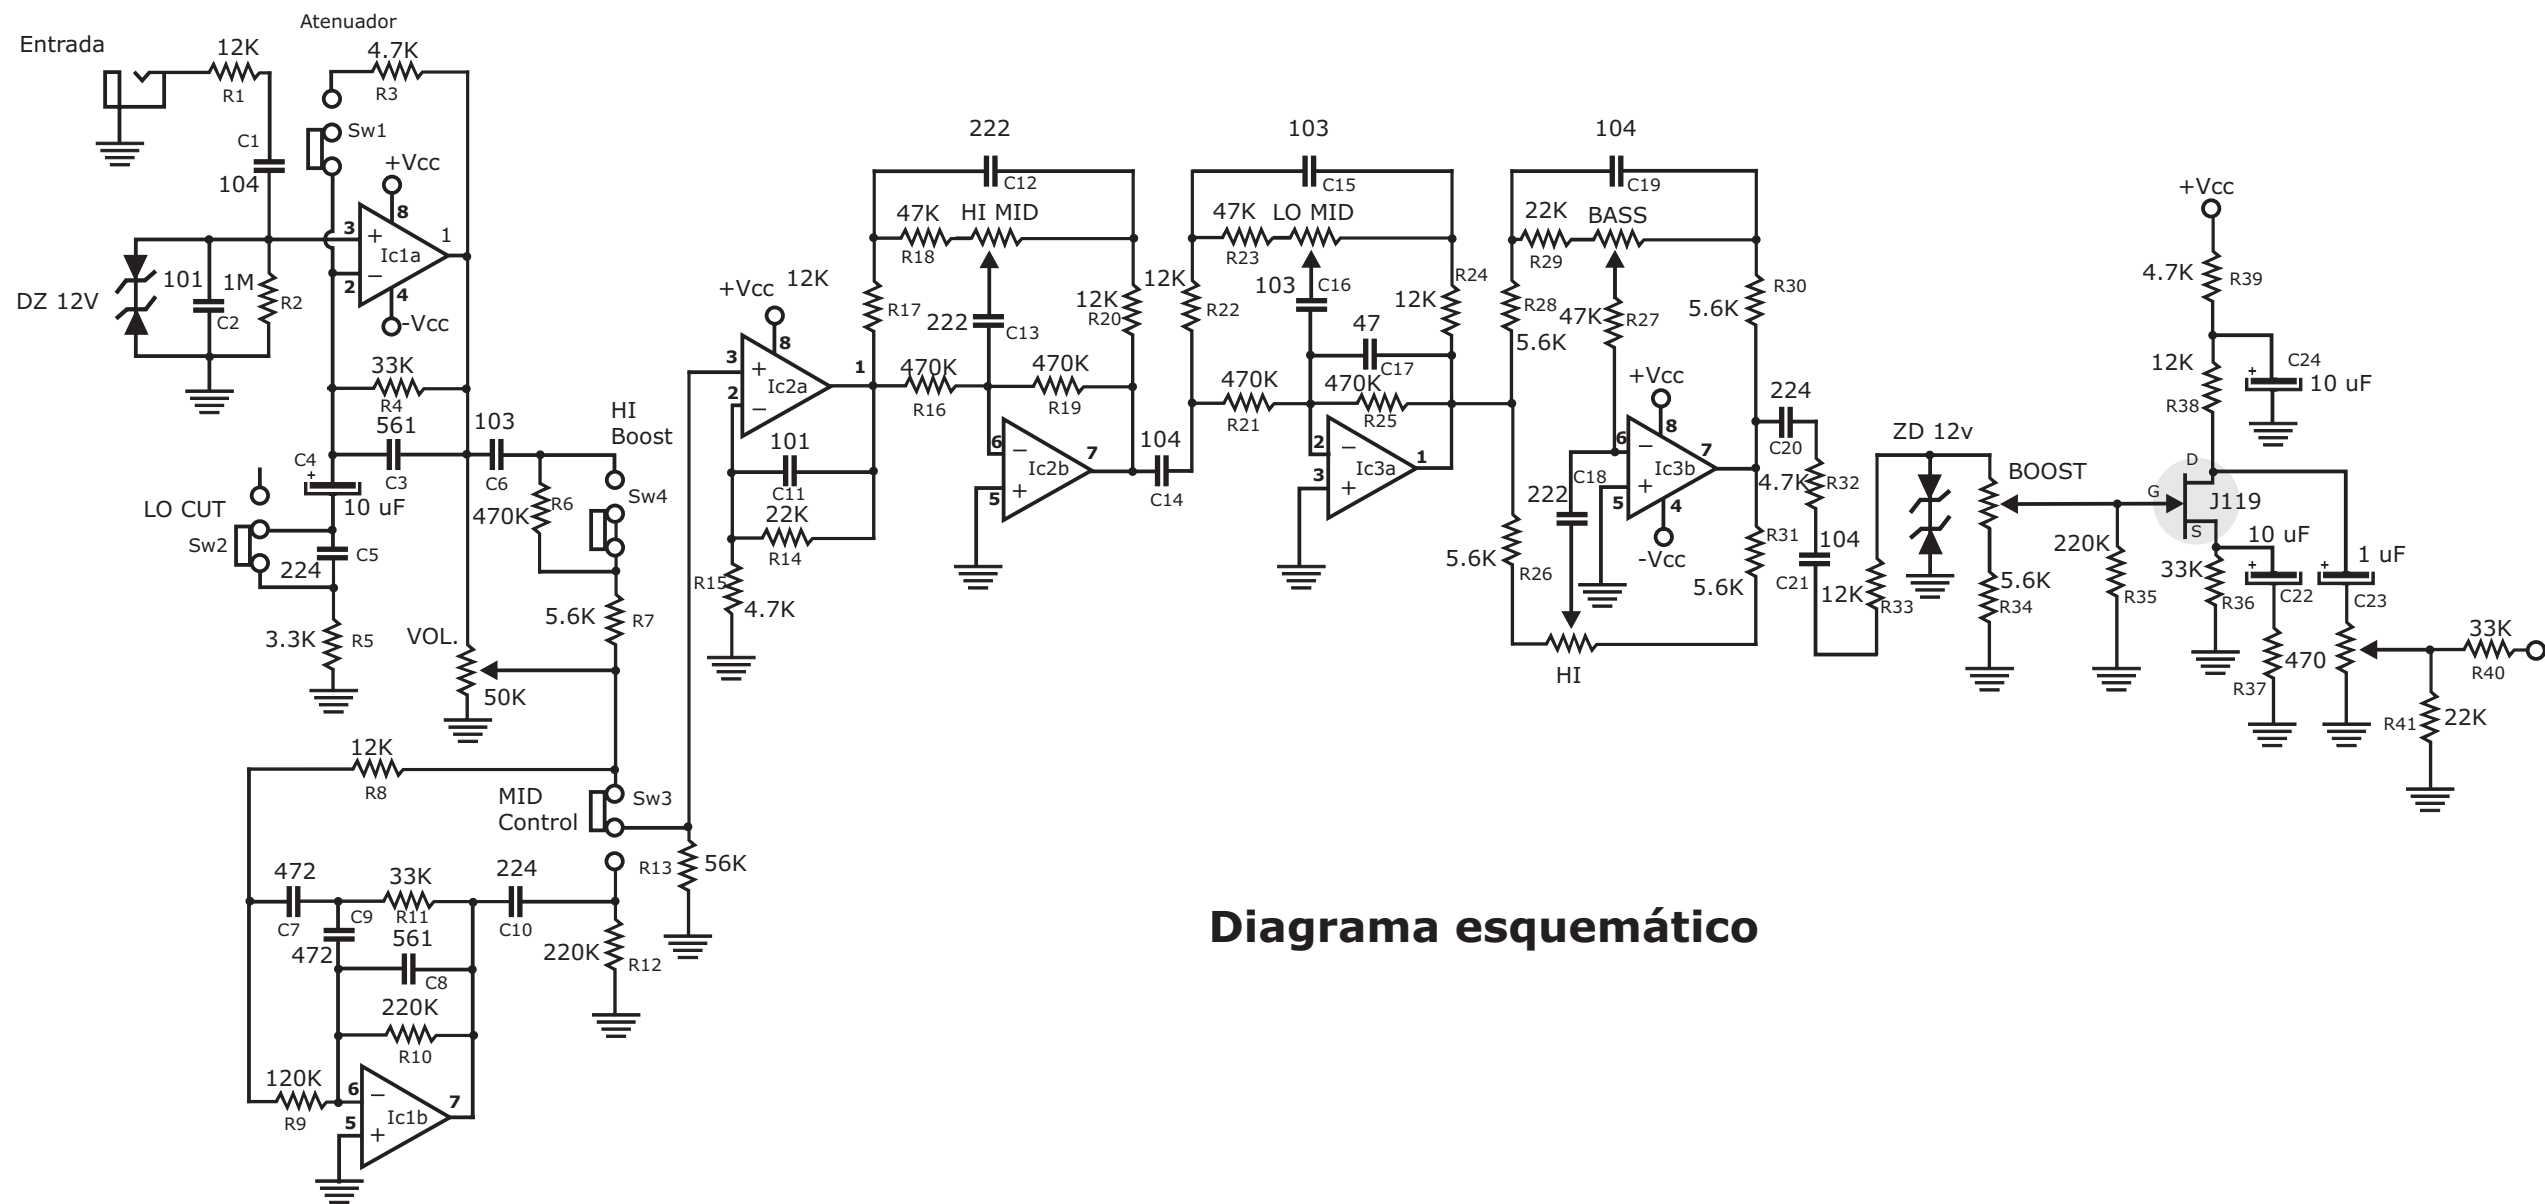 Atenuador
Entrada
12K
R1
4.7K
R3
C1
104
Sw1
+Vcc
8
3
+
1
Ic1a
−
2
4
-Vcc
DZ 12V
101
C2
1M
R2
33K
R4
561
C3
103
C6
HI
Boost
C4
+
10 uF
LO CUT
Sw2
C5
224
3.3K
R5
470K
R6
Sw4
5.6K
R7
VOL.
50K
12K
R8
MID
Control
Sw3
472
C7
C9
472
33K
R11
561
C8
224
C10
220K
R10
220K
R12
R13
56K
120K
R9
6
−
5
+
Ic1b
7
+Vcc
8
3
+
2
−
Ic2a
1
101
C11
22K
R14
R15
4.7K
222
C12
47K
R18
HI MID
12K
R17
222
C13
12K
R20
470K
R16
470K
R19
6
−
5
+
Ic2b
7
104
C14
103
C15
47K
R23
LO MID
12K
R22
103
C16
R24
12K
47
C17
470K
R21
470K
R25
2
−
3
+
Ic3a
1
104
C19
22K
R29
BASS
R28
5.6K
47K
R27
R30
5.6K
+Vcc
8
6
−
5
+
Ic3b
7
4
-Vcc
C18
222
5.6K
R26
HI
R31
5.6K
224
C20
4.7K
R32
104
C21
12K
R33
ZD 12v
BOOST
5.6K
R34
220K
R35
+Vcc
4.7K
R39
12K
R38
+
C24
10 uF
D
G
J119
S
10 uF
33K
R36
+
C22
1 uF
+
C23
470
R37
33K
R40
R41
22K
Diagrama esquemático